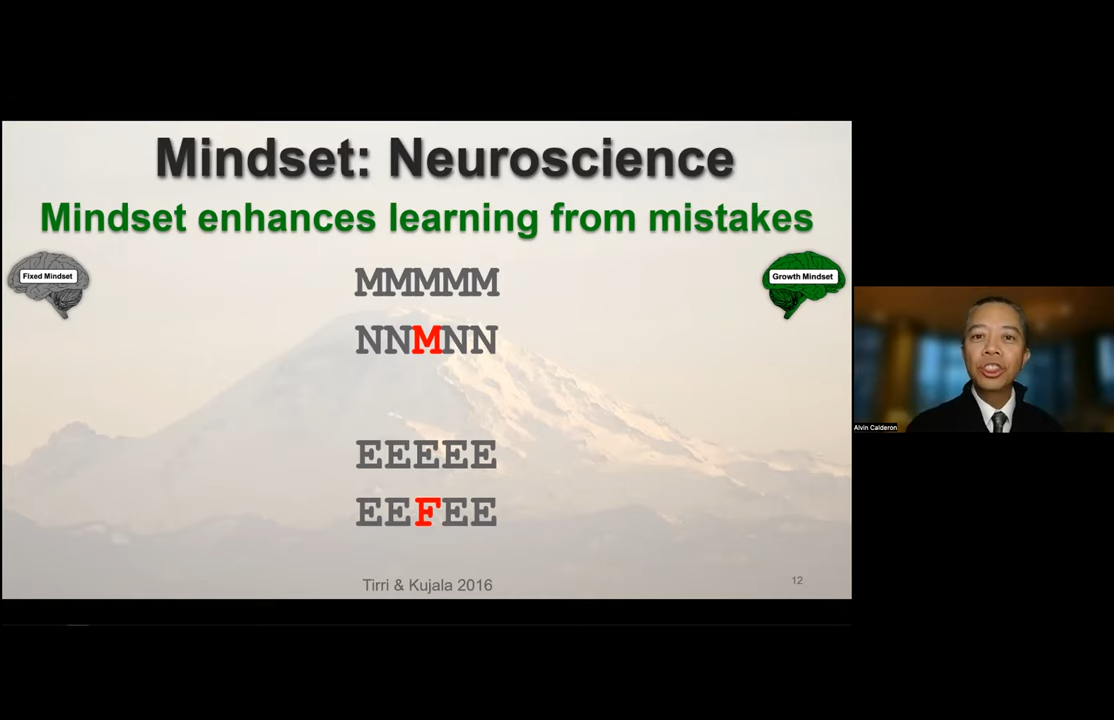 Mindset: Neuroscience
Mindset enhances learning from mistakes
Fixed Mindset
Growth Mindset
MMMMM
NNMNN
EEEEE
EEFEE
Tirri & Kujala 2016
12
Alvin Calderon